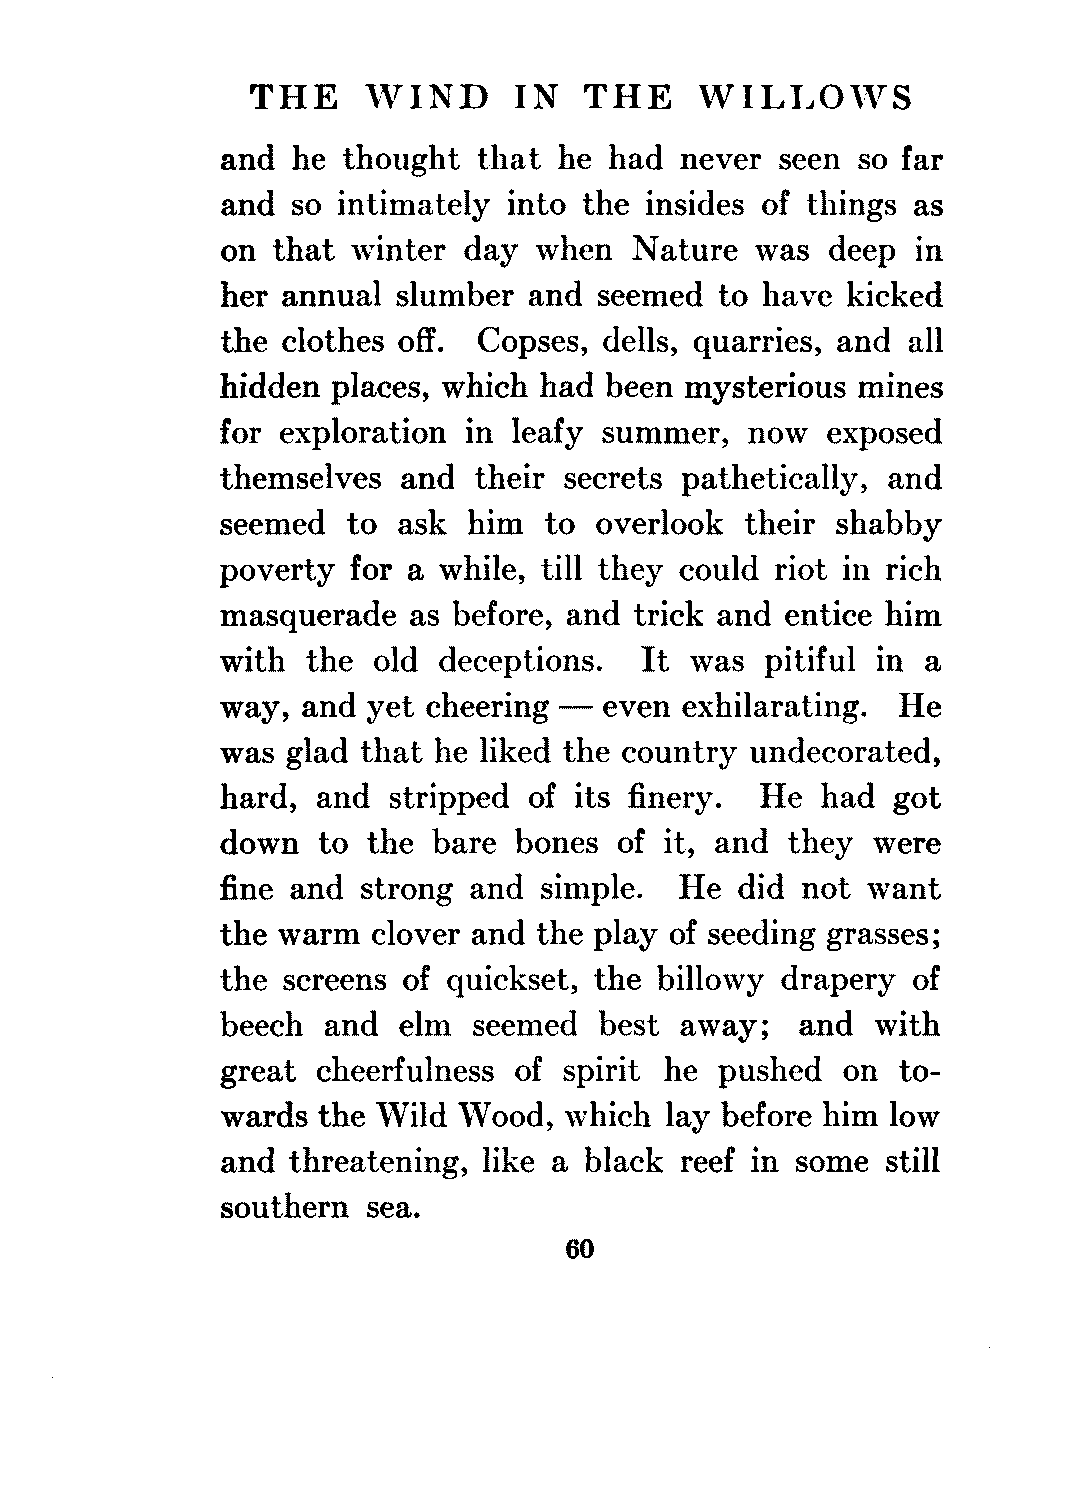 THE WIND IN THE WILLOWS
and he thought that he had never seen so far
and so intimately into the insides of things as
on that winter day when Nature was deep in
her annual slumber and seemed to have kicked
the clothes off. Copses, dells, quarries, and all
hidden places, which had been mysterious mines
for exploration in leafy summer, now exposed
themselves and their secrets pathetically, and
seemed to ask him to overlook their shabby
poverty for a while, till they could riot in rich
masquerade as before, and trick and entice him
with the old deceptions. It was pitiful in a
way, and yet cheering — even exhilarating. He
was glad that he liked the country undecorated,
hard, and stripped of its finery. He had got
down to the bare bones of it, and they were
fine and strong and simple. He did not want
the warm clover and the play of seeding grasses;
the screens of quickset, the billowy drapery of
beech and elm seemed best away; and with
great cheerfulness of spirit he pushed on to-
wards the Wild Wood, which lay before him low
and threatening, like a black reef in some still
southern sea.
60